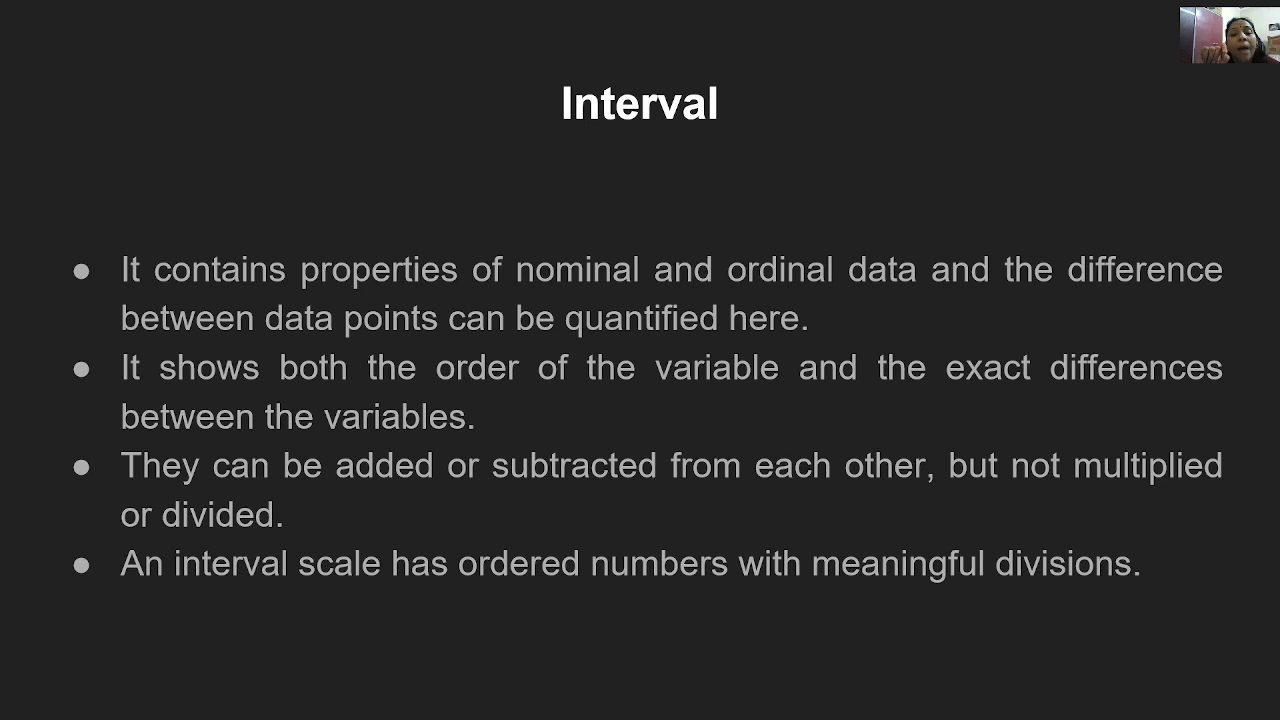 Interval
● It contains properties of nominal and ordinal data and the difference
between data points can be quantified here.
● It shows both the order of the variable and the exact differences
between the variables.
● They can be added or subtracted from each other, but not multiplied
or divided.
● An interval scale has ordered numbers with meaningful divisions.